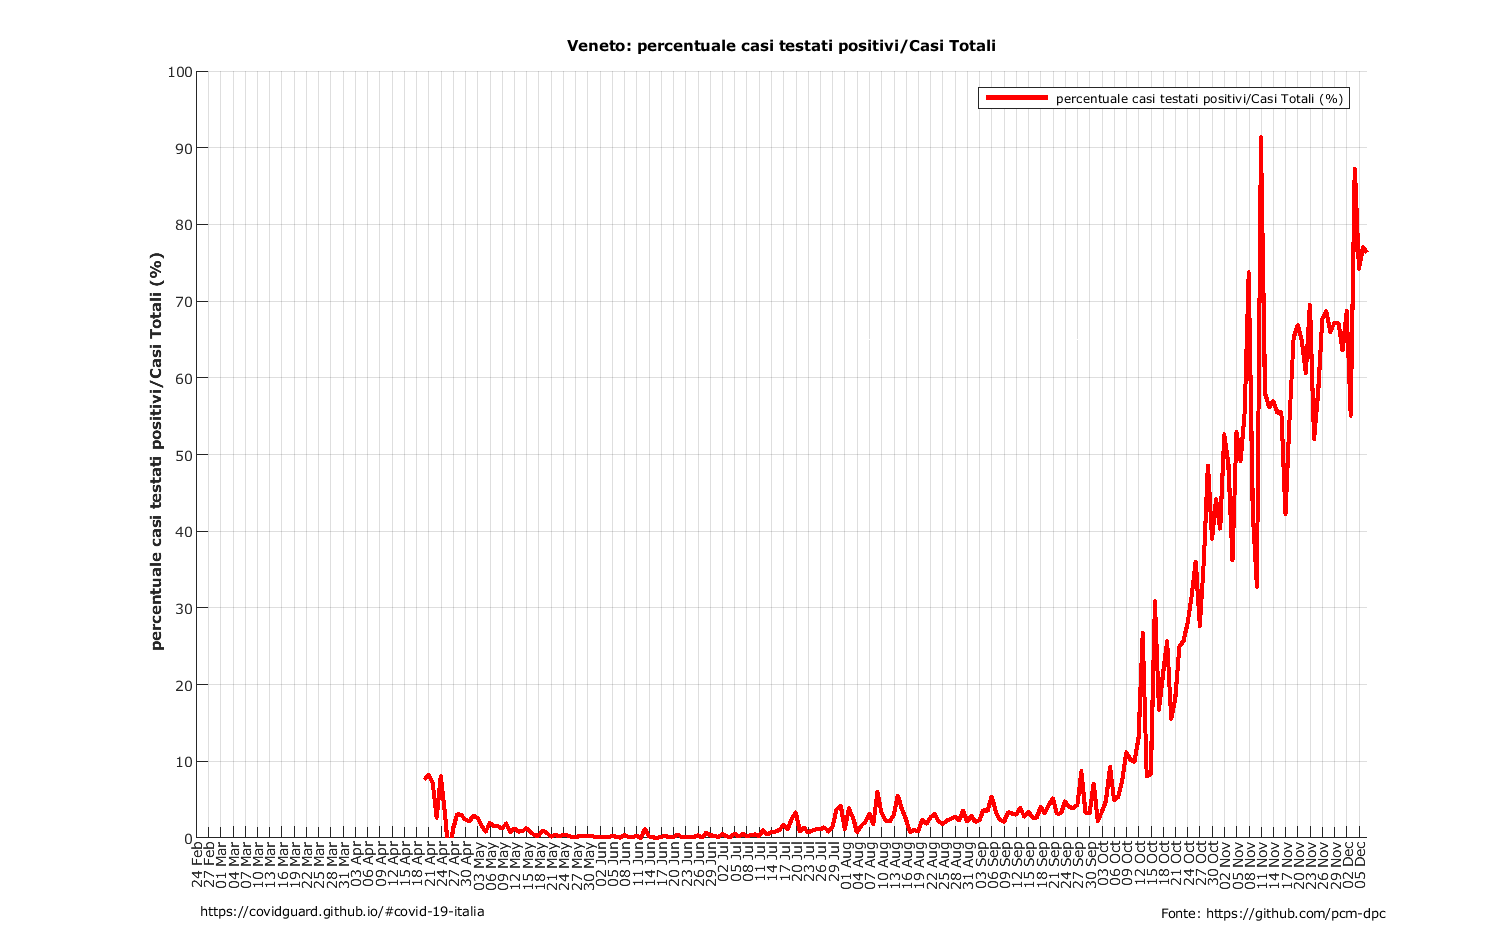 Veneto: percentuale casi testati positivi/Casi Totali
percentuale casi testati positivi/Casi Totali (%)
percentuale casi testati positivi/Casi Totali (%)
100
90
80
70
60
50
40
30
20
10
0
24 Feb
27 Feb
01 Mar
04 Mar
07 Mar
10 Mar
13 Mar
16 Mar
19 Mar
22 Mar
25 Mar
28 Mar
31 Mar
03 Apr
06 Apr
09 Apr
12 Apr
15 Apr
18 Apr
21 Apr
24 Apr
27 Apr
30 Apr
03 May
06 May
09 May
12 May
15 May
18 May
21 May
24 May
27 May
30 May
02 Jun
05 Jun
08 Jun
11 Jun
14 Jun
17 Jun
20 Jun
23 Jun
26 Jun
29 Jun
02 Jul
05 Jul
08 Jul
11 Jul
14 Jul
17 Jul
20 Jul
23 Jul
26 Jul
29 Jul
01 Aug
04 Aug
07 Aug
10 Aug
13 Aug
16 Aug
19 Aug
22 Aug
25 Aug
28 Aug
31 Aug
03 Sep
06 Sep
09 Sep
12 Sep
15 Sep
18 Sep
21 Sep
24 Sep
27 Sep
30 Sep
03 Oct
06 Oct
09 Oct
12 Oct
15 Oct
18 Oct
21 Oct
24 Oct
27 Oct
30 Oct
02 Nov
05 Nov
08 Nov
11 Nov
14 Nov
17 Nov
20 Nov
23 Nov
26 Nov
29 Nov
02 Dec
05 Dec
https://covidguard.github.io/#covid-19-italia
Fonte: https://github.com/pcm-dpc